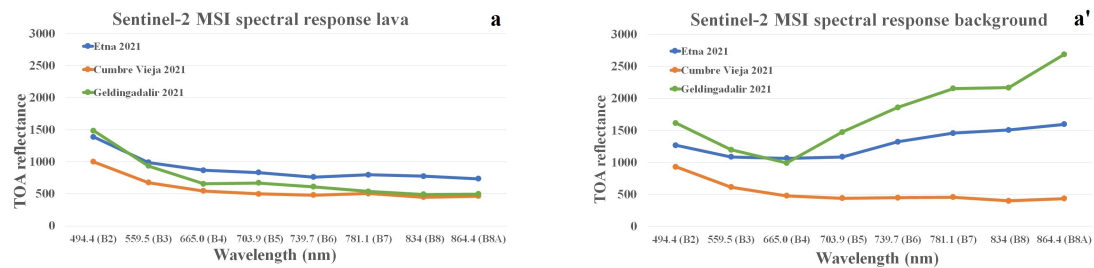 Sentinel-2 MSI spectral response lava
a
3000
2500
2000
1500
1000
500
0
TOA reflectance
Etna 2021
Cumbre Vieja 2021
Geldingadalir 2021
494.4 (B2) 559.5 (B3) 665.0 (B4) 703.9 (B5) 739.7 (B6) 781.1 (B7) 834 (B8) 864.4 (B8A)
Wavelength (nm)
Sentinel-2 MSI spectral response background
a'
3000
2500
2000
1500
1000
500
0
TOA reflectance
Etna 2021
Cumbre Vieja 2021
Geldingadalir 2021
494.4 (B2) 559.5 (B3) 665.0 (B4) 703.9 (B5) 739.7 (B6) 781.1 (B7) 834 (B8) 864.4 (B8A)
Wavelength (nm)